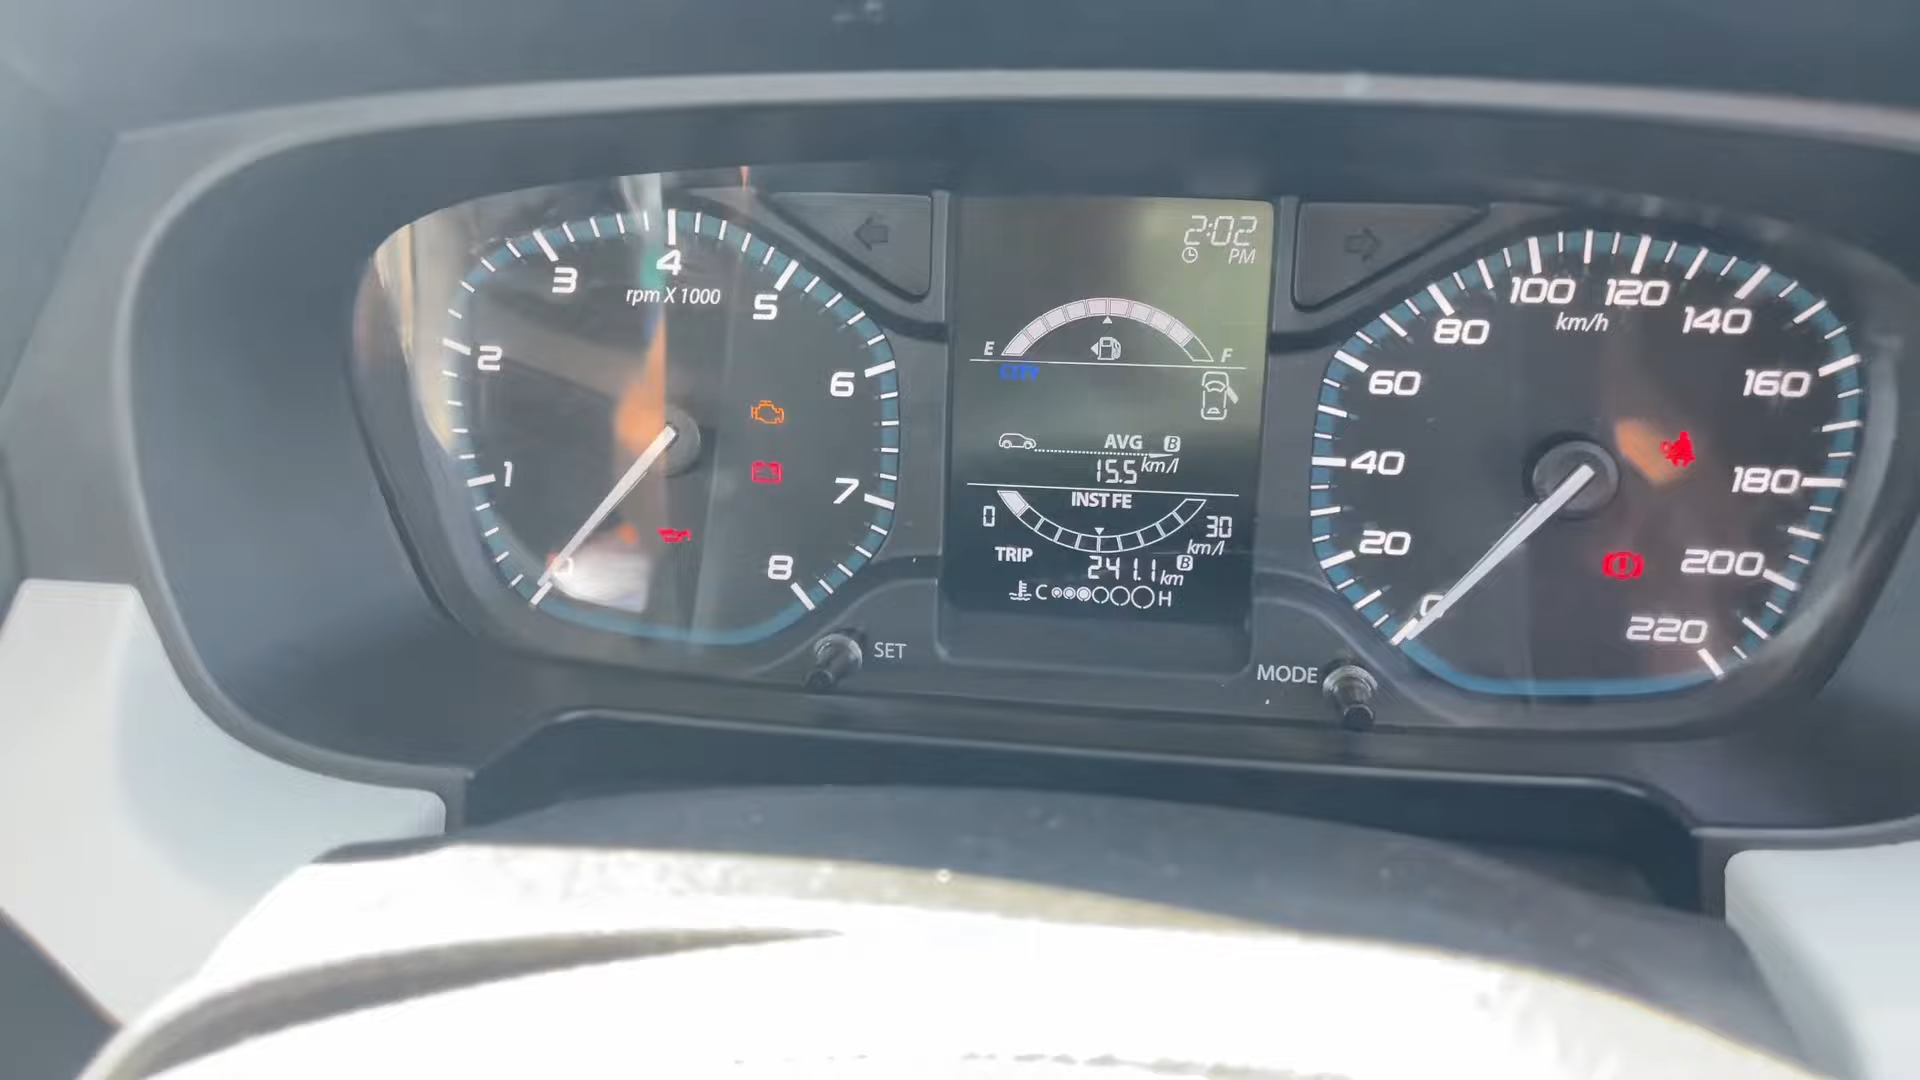 2:02
PM
E F
CITY
AVG B
15.5 km/l
INST FE
0 30
km/l
TRIP
241.1 km B
C H
0
1
2
3
4
5
6
7
8
rpm X 1000
SET
MODE
0
20
40
60
80
100
120
140
160
180
200
220
km/h